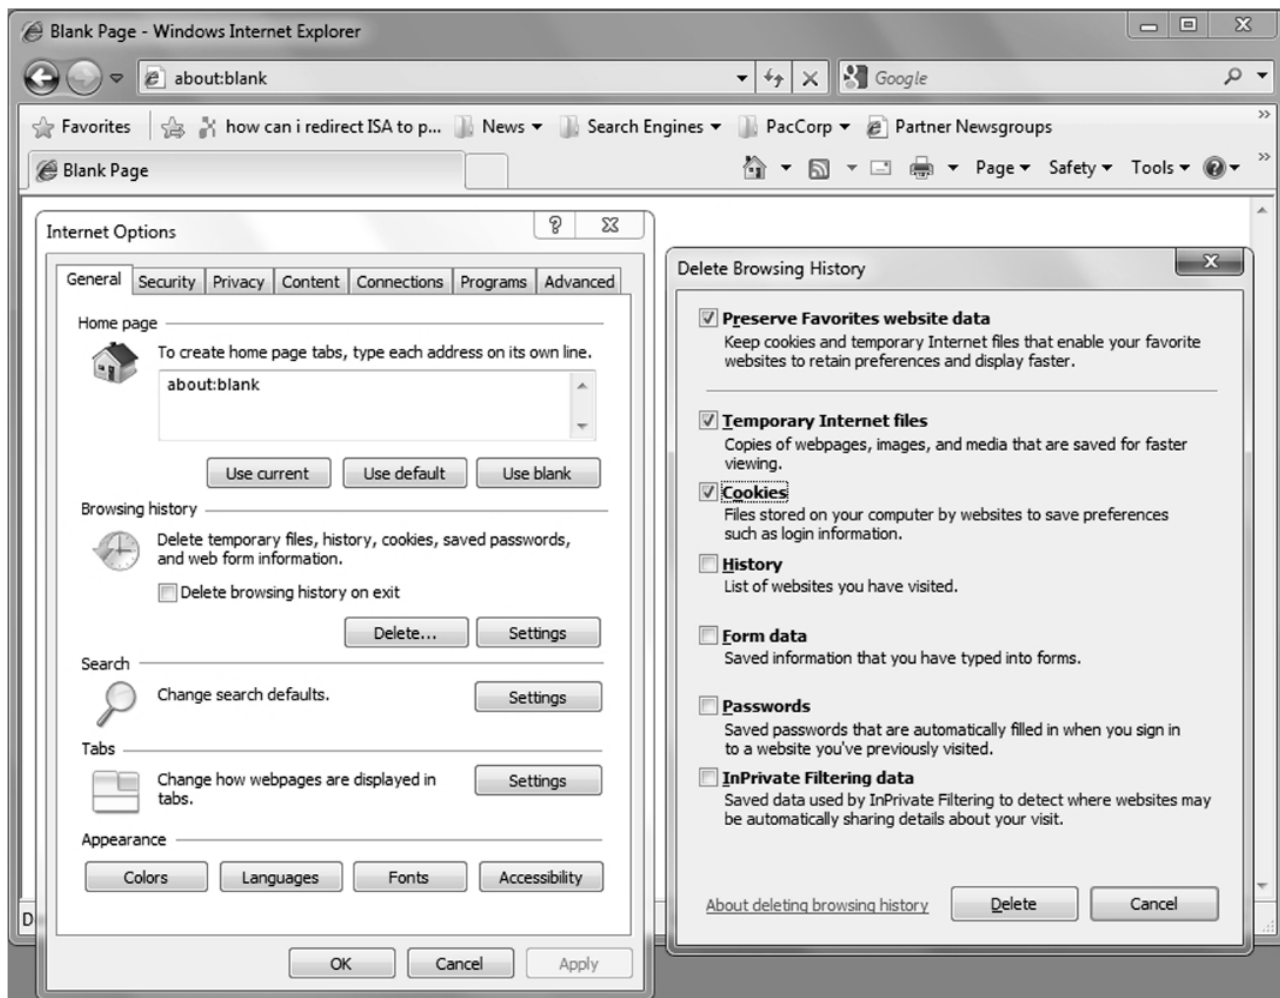 Blank Page - Windows Internet Explorer
about:blank
Google
Favorites how can i redirect ISA to p... News Search Engines PacCorp Partner Newsgroups
Blank Page
Page Safety Tools
Internet Options
General Security Privacy Content Connections Programs Advanced
Home page
To create home page tabs, type each address on its own line.
about:blank
Use current Use default Use blank
Browsing history
Delete temporary files, history, cookies, saved passwords,
and web form information.
Delete browsing history on exit
Delete... Settings
Search
Change search defaults.
Settings
Tabs
Change how webpages are displayed in
tabs.
Settings
Appearance
Colors Languages Fonts Accessibility
D
OK Cancel Apply
Delete Browsing History
Preserve Favorites website data
Keep cookies and temporary Internet files that enable your favorite
websites to retain preferences and display faster.
Temporary Internet files
Copies of webpages, images, and media that are saved for faster
viewing.
Cookies
Files stored on your computer by websites to save preferences
such as login information.
History
List of websites you have visited.
Form data
Saved information that you have typed into forms.
Passwords
Saved passwords that are automatically filled in when you sign in
to a website you've previously visited.
InPrivate Filtering data
Saved data used by InPrivate Filtering to detect where websites may
be automatically sharing details about your visit.
About deleting browsing history Delete Cancel